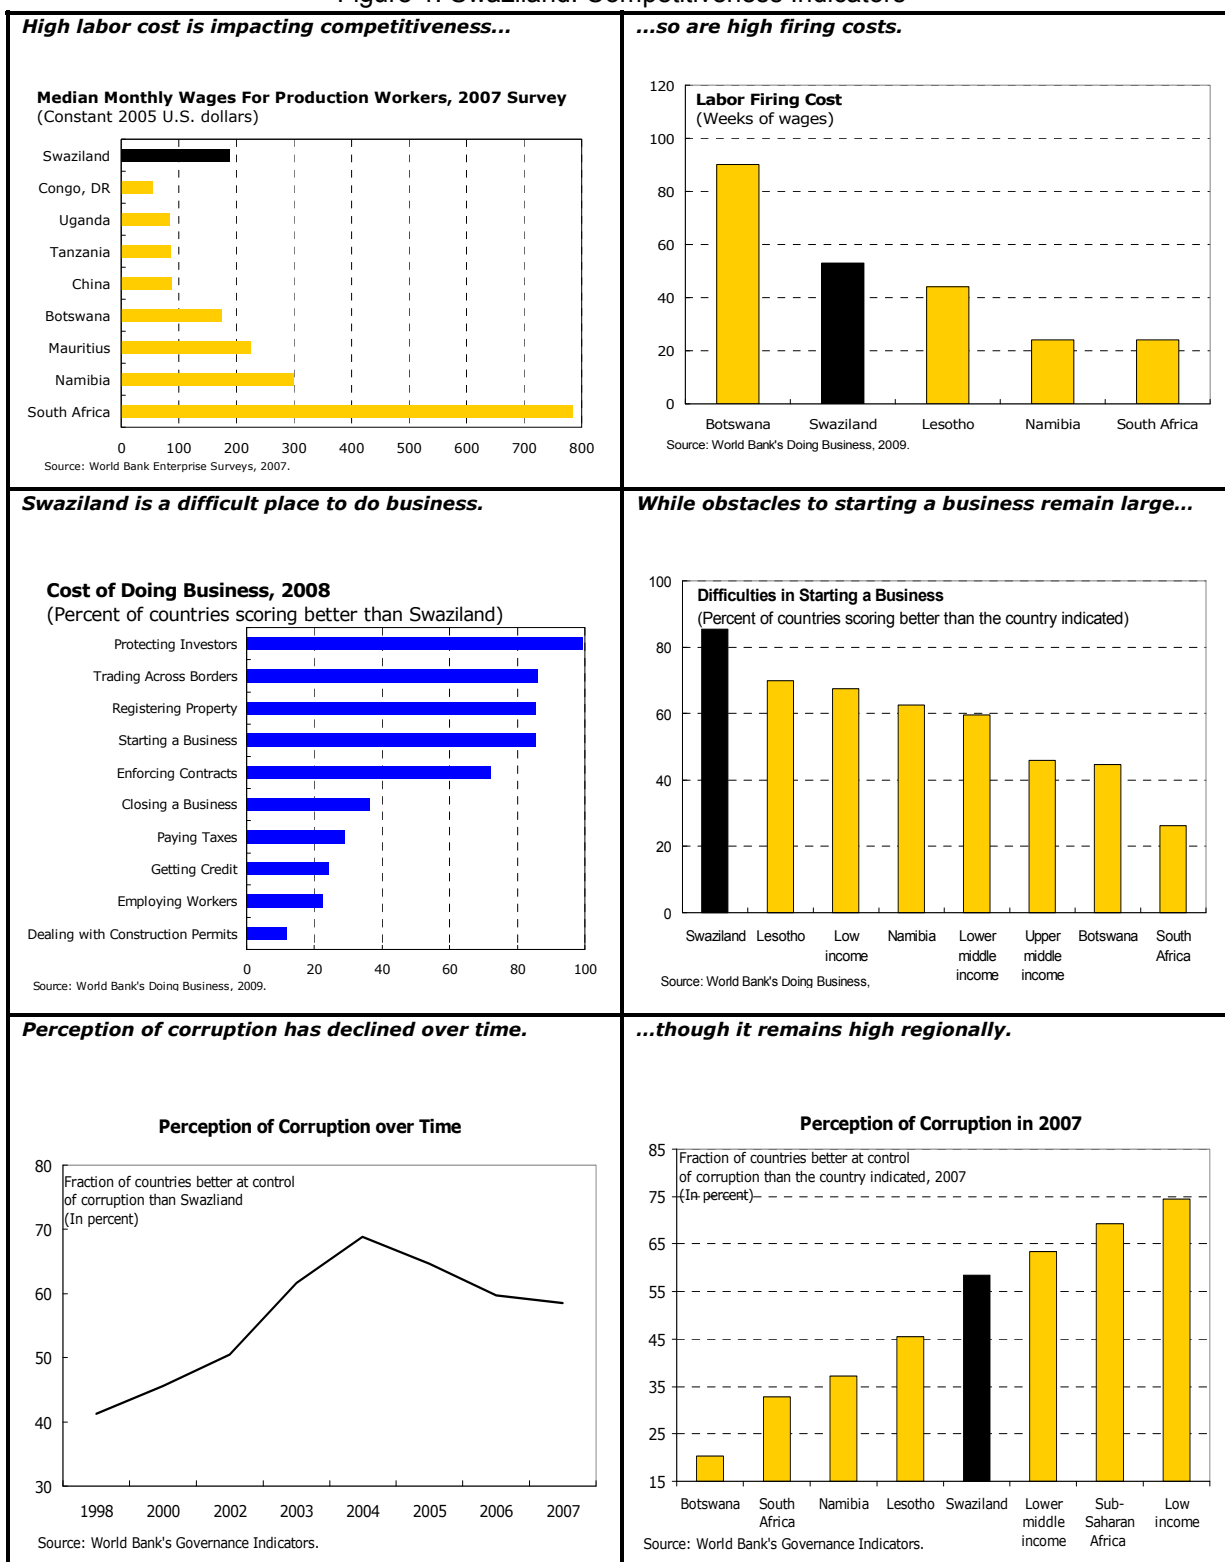 Figure 1. Swaziland: Competitiveness Indicators
High labor cost is impacting competitiveness...
Median Monthly Wages For Production Workers, 2007 Survey
(Constant 2005 U.S. dollars)
Swaziland
Congo, DR
Uganda
Tanzania
China
Botswana
Mauritius
Namibia
South Africa
0 100 200 300 400 500 600 700 800
Source: World Bank Enterprise Surveys, 2007.
...so are high firing costs.
Labor Firing Cost
(Weeks of wages)
120
100
80
60
40
20
0
Botswana Swaziland Lesotho Namibia South Africa
Source: World Bank's Doing Business, 2009.
Swaziland is a difficult place to do business.
Cost of Doing Business, 2008
(Percent of countries scoring better than Swaziland)
Protecting Investors
Trading Across Borders
Registering Property
Starting a Business
Enforcing Contracts
Closing a Business
Paying Taxes
Getting Credit
Employing Workers
Dealing with Construction Permits
0 20 40 60 80 100
Source: World Bank's Doing Business, 2009.
While obstacles to starting a business remain large...
Difficulties in Starting a Business
(Percent of countries scoring better than the country indicated)
100
80
60
40
20
0
Swaziland Lesotho Low Namibia Lower Upper Botswana South
income middle middle Africa
income income
Source: World Bank's Doing Business,
Perception of corruption has declined over time.
Perception of Corruption over Time
Fraction of countries better at control
of corruption than Swazliand
(In percent)
80
70
60
50
40
30
1998 2000 2002 2003 2004 2005 2006 2007
Source: World Bank's Governance Indicators.
...though it remains high regionally.
Perception of Corruption in 2007
Fraction of countries better at control
of corruption than the country indicated, 2007
(In percent)
85
75
65
55
45
35
25
15
Botswana South Namibia Lesotho Swaziland Lower Sub- Low
Africa middle Saharan income
income Africa
Source: World Bank's Governance Indicators.